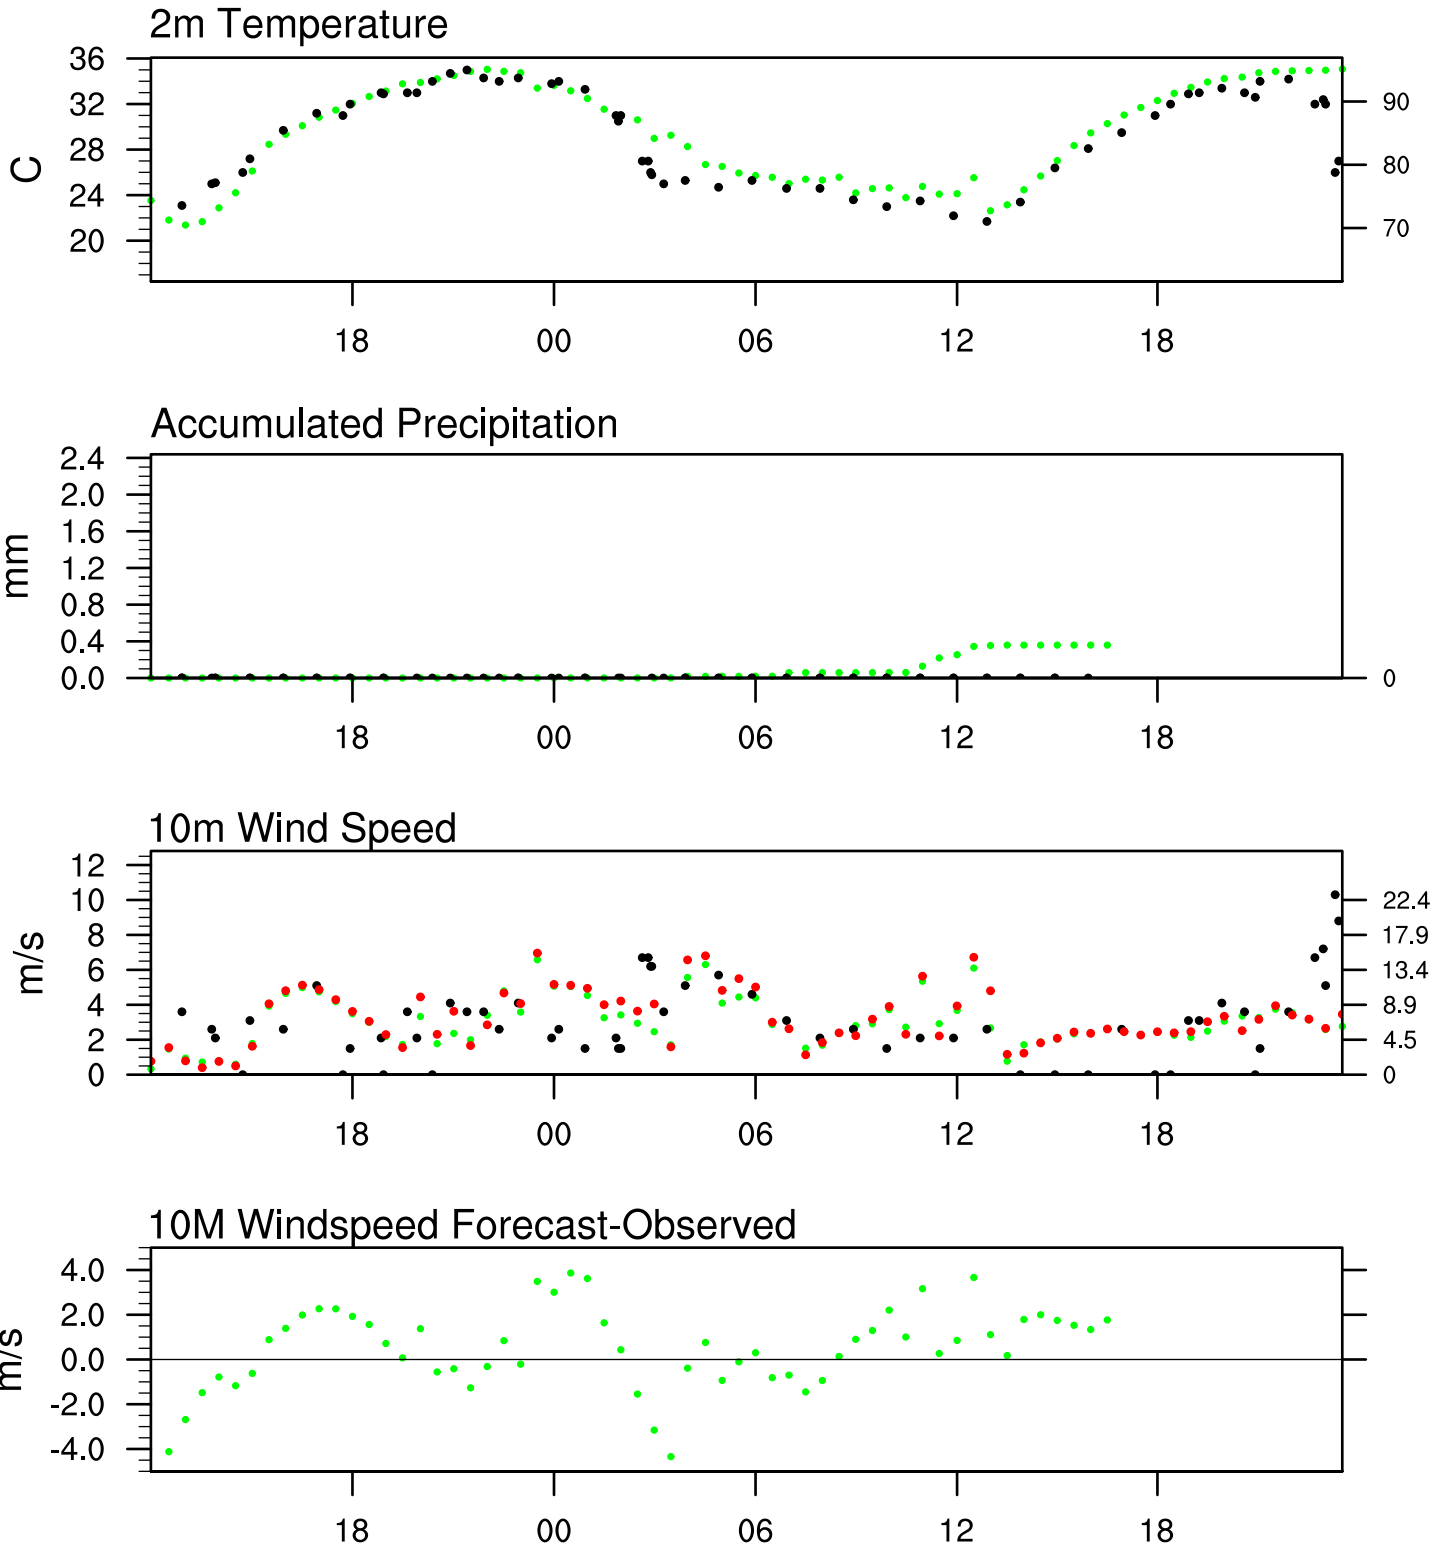 2m Temperature
36
32
28
24
20
C
90
80
70
18 00 06 12 18
Accumulated Precipitation
2.4
2.0
1.6
1.2
0.8
0.4
0.0
mm
0
18 00 06 12 18
10m Wind Speed
12
10
8
6
4
2
0
m/s
22.4
17.9
13.4
8.9
4.5
0
18 00 06 12 18
10M Windspeed Forecast-Observed
4.0
2.0
0.0
-2.0
-4.0
m/s
18 00 06 12 18